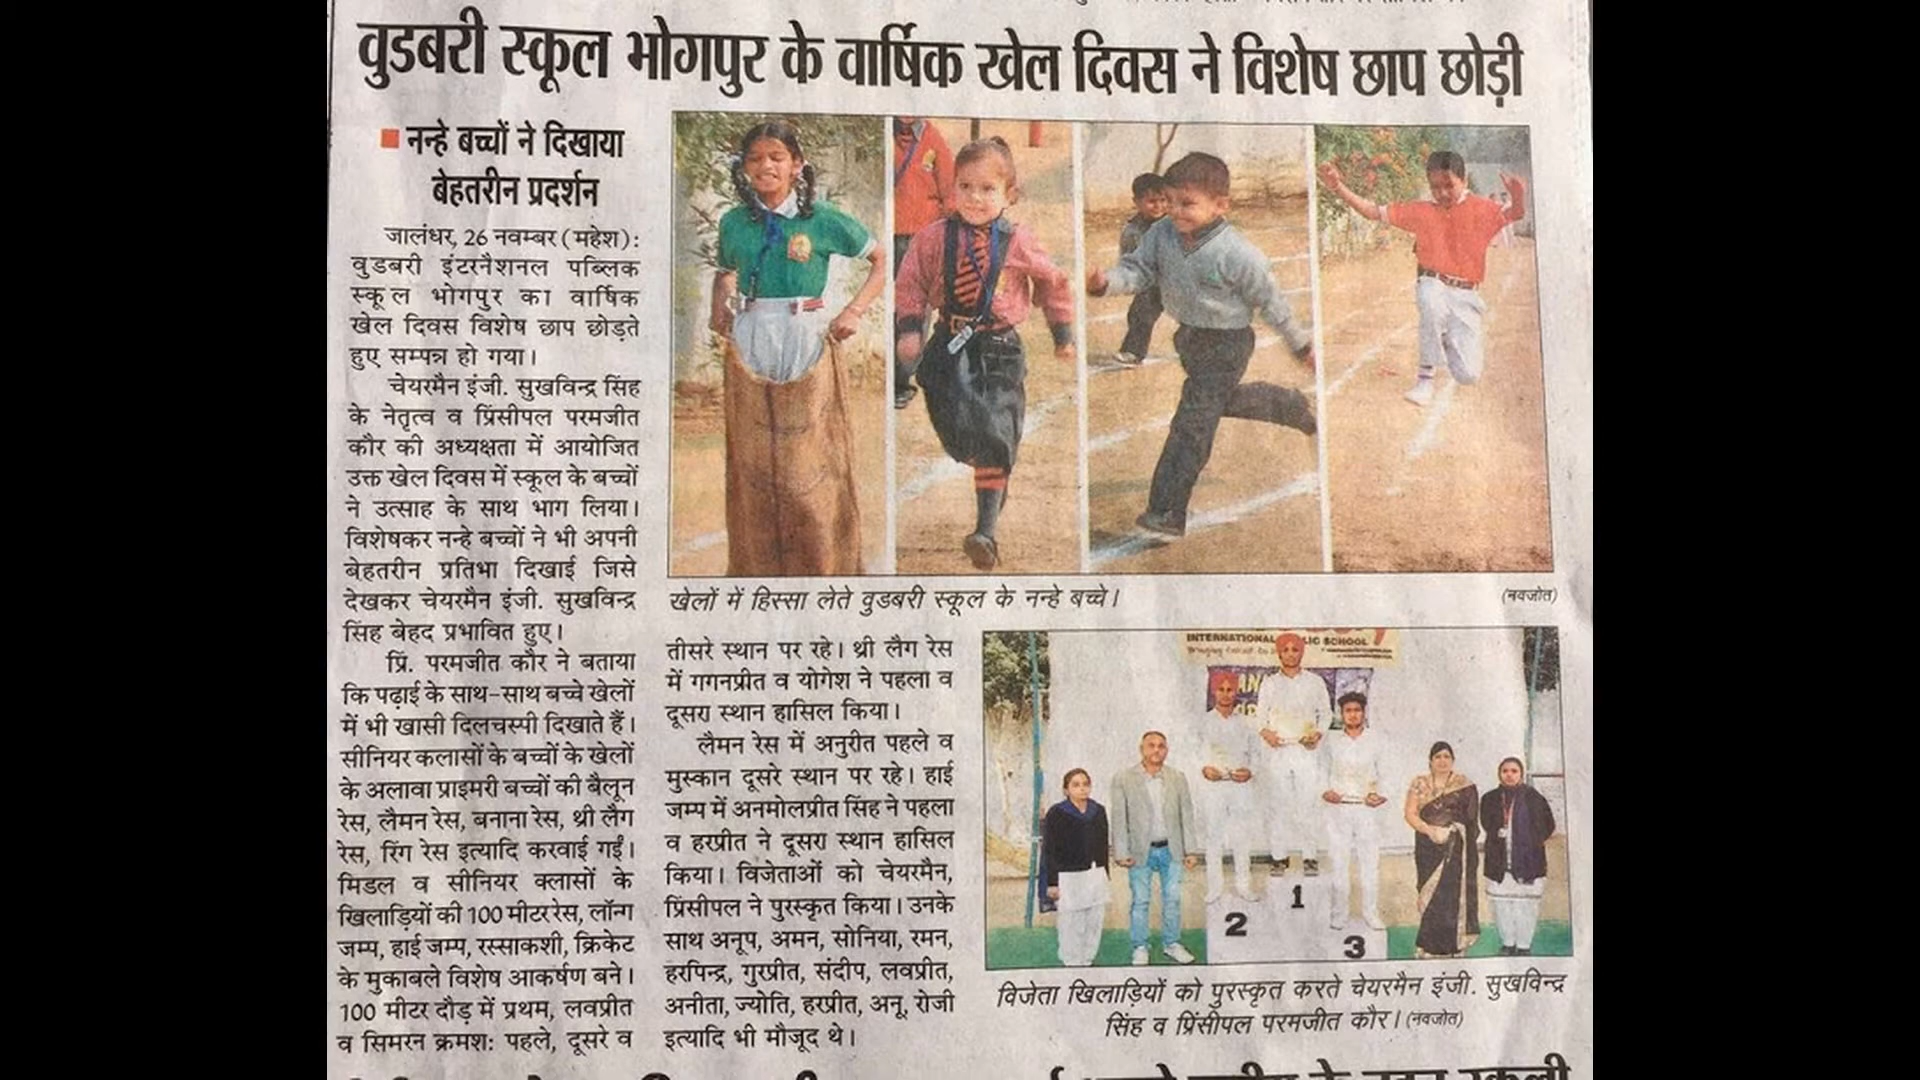 वुडबरी स्कूल भोगपुर के वार्षिक खेल दिवस ने विशेष छाप छोड़ी
नन्हे बच्चों ने दिखाया
बेहतरीन प्रदर्शन
जालंधर, 26 नवम्बर (महेश):
वुडबरी इंटरनैशनल पब्लिक
स्कूल भोगपुर का वार्षिक
खेल दिवस विशेष छाप छोड़ते
हुए सम्पन्न हो गया।
चेयरमैन इंजी. सुखविन्द्र सिंह
के नेतृत्व व प्रिंसीपल परमजीत
कौर की अध्यक्षता में आयोजित
उक्त खेल दिवस में स्कूल के बच्चों
ने उत्साह के साथ भाग लिया।
विशेषकर नन्हे बच्चों ने भी अपनी
बेहतरीन प्रतिभा दिखाई जिसे
देखकर चेयरमैन इंजी. सुखविन्द्र
सिंह बेहद प्रभावित हुए।
प्रिं. परमजीत कौर ने बताया
कि पढ़ाई के साथ-साथ बच्चे खेलों
में भी खासी दिलचस्पी दिखाते हैं।
सीनियर कलासों के बच्चों के खेलों
के अलावा प्राइमरी बच्चों की बैलून
रेस, लैमन रेस, बनाना रेस, थ्री लैग
रेस, रिंग रेस इत्यादि करवाई गईं।
मिडल व सीनियर क्लासों के
खिलाड़ियों की 100 मीटर रेस, लॉन्ग
जम्प, हाई जम्प, रस्साकशी, क्रिकेट
के मुकाबले विशेष आकर्षण बने।
100 मीटर दौड़ में प्रथम, लवप्रीत
व सिमरन क्रमश: पहले, दूसरे व
खेलों में हिस्सा लेते वुडबरी स्कूल के नन्हे बच्चे।
(नवजोत)
तीसरे स्थान पर रहे। थ्री लैग रेस
में गगनप्रीत व योगेश ने पहला व
दूसरा स्थान हासिल किया।
लैमन रेस में अनुरीत पहले व
मुस्कान दूसरे स्थान पर रहे। हाई
जम्प में अनमोलप्रीत सिंह ने पहला
व हरप्रीत ने दूसरा स्थान हासिल
किया। विजेताओं को चेयरमैन,
प्रिंसीपल ने पुरस्कृत किया। उनके
साथ अनूप, अमन, सोनिया, रमन,
हरपिन्द्र, गुरप्रीत, संदीप, लवप्रीत,
अनीता, ज्योति, हरप्रीत, अनू, रोजी
इत्यादि भी मौजूद थे।
INTERNATIONAL SCHOOL
2
1
3
विजेता खिलाड़ियों को पुरस्कृत करते चेयरमैन इंजी. सुखविन्द्र
सिंह व प्रिंसीपल परमजीत कौर। (नवजोत)